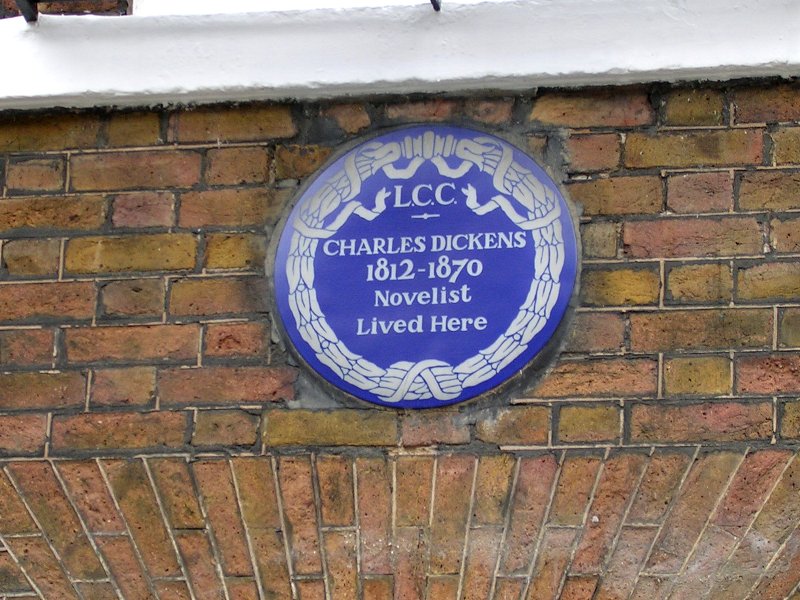 L.C.C.
CHARLES DICKENS
1812-1870
Novelist
Lived Here